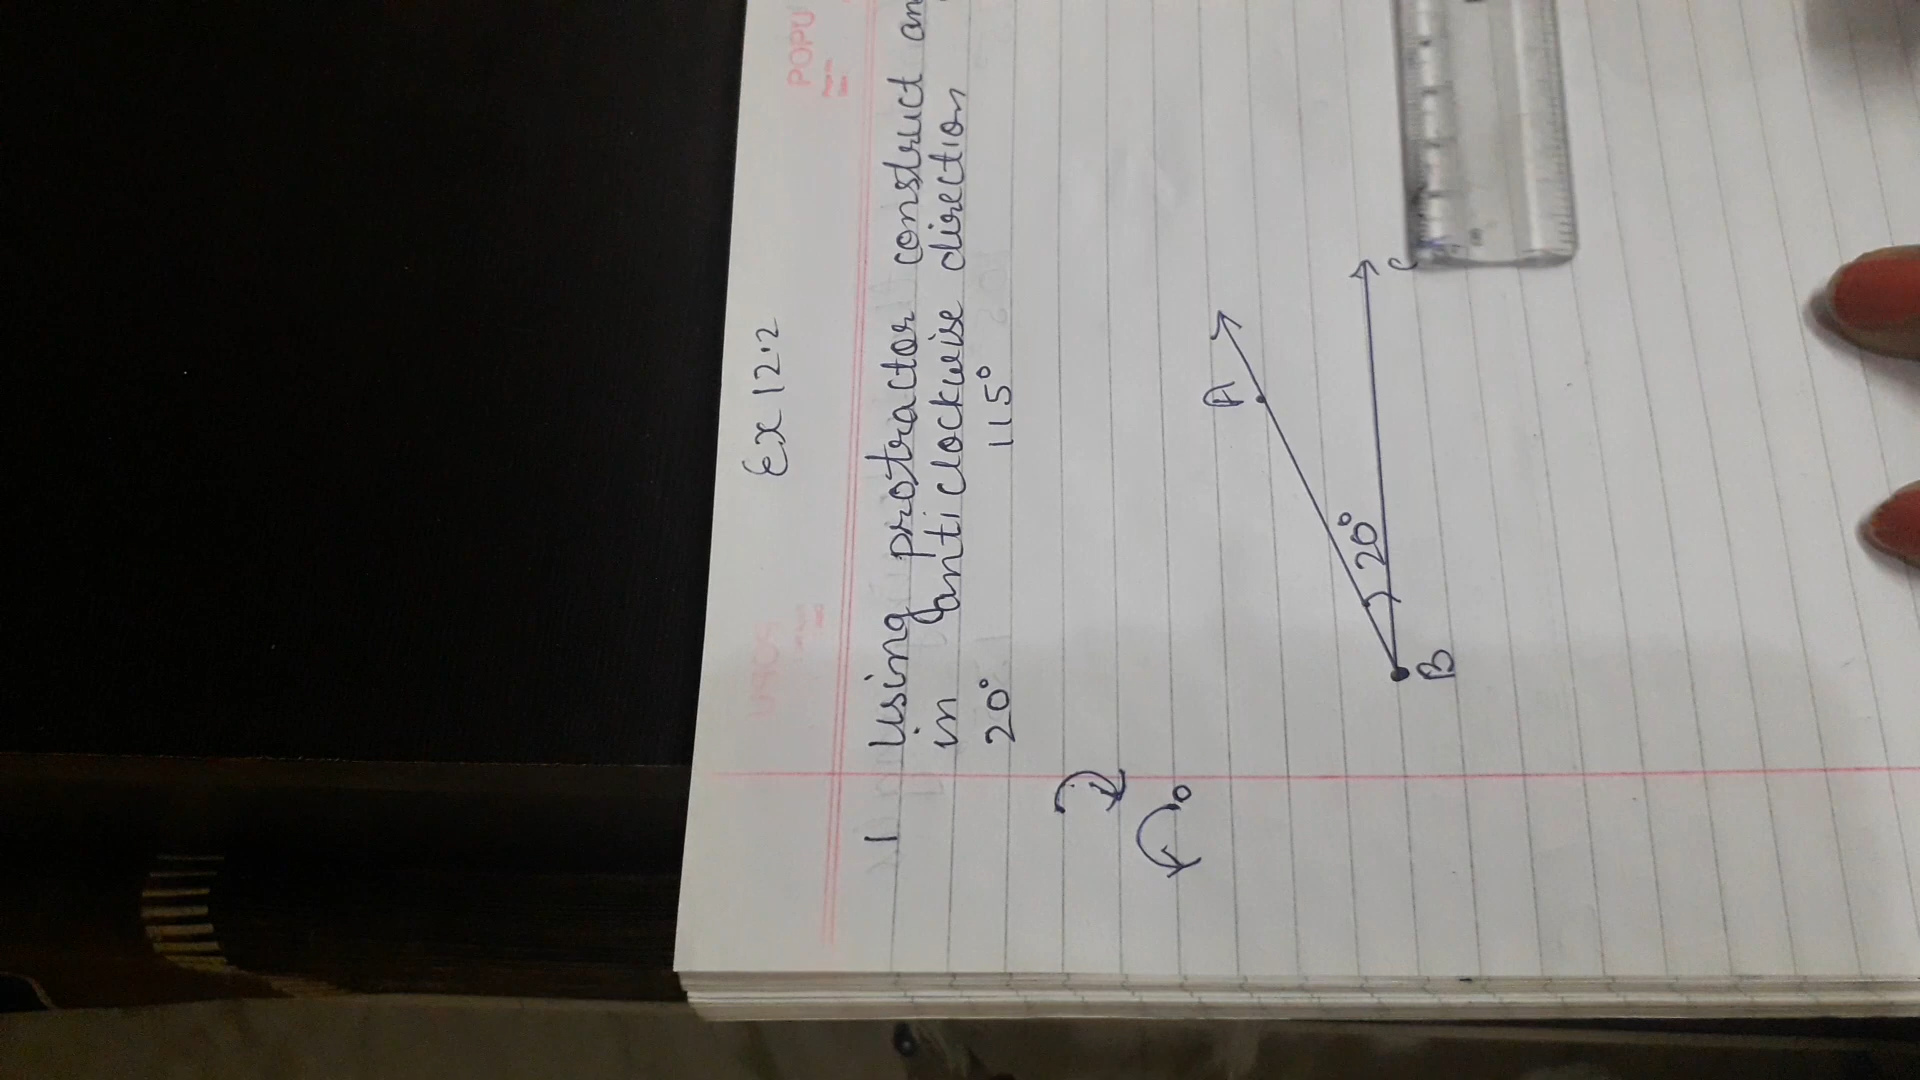 POPU
Ex 12.2
1 Using protractor construct an
in anticlockwise direction
20° 115°
A
20°
B
C